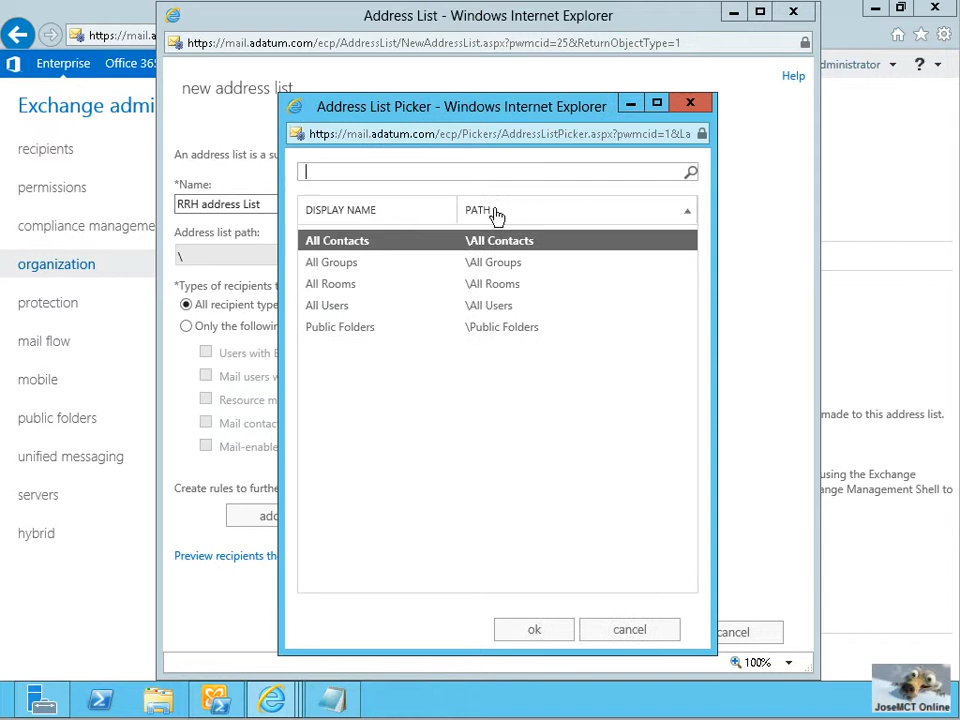 Address List - Windows Internet Explorer
https://mail.a
https://mail.adatum.com/ecp/AddressList/NewAddressList.aspx?pwmcid=25&ReturnObjectType=1
Enterprise
Office 365
dministrator
?
Help
Exchange admi
new address list
Address List Picker - Windows Internet Explorer
https://mail.adatum.com/ecp/Pickers/AddressListPicker.aspx?pwmcid=1&La
recipients
permissions
compliance manageme
organization
protection
mail flow
mobile
public folders
unified messaging
servers
hybrid
An address list is a su
*Name:
RRH address List
Address list path:
\
*Types of recipients t
All recipient type
Only the followin
Users with E
Mail users w
Resource m
Mail contac
Mail-enable
Create rules to furthe
add
Preview recipients the
DISPLAY NAME PATH
All Contacts \All Contacts
All Groups \All Groups
All Rooms \All Rooms
All Users \All Users
Public Folders \Public Folders
ok
cancel
cancel
made to this address list.
using the Exchange
ange Management Shell to
100%
JoseMCT Online